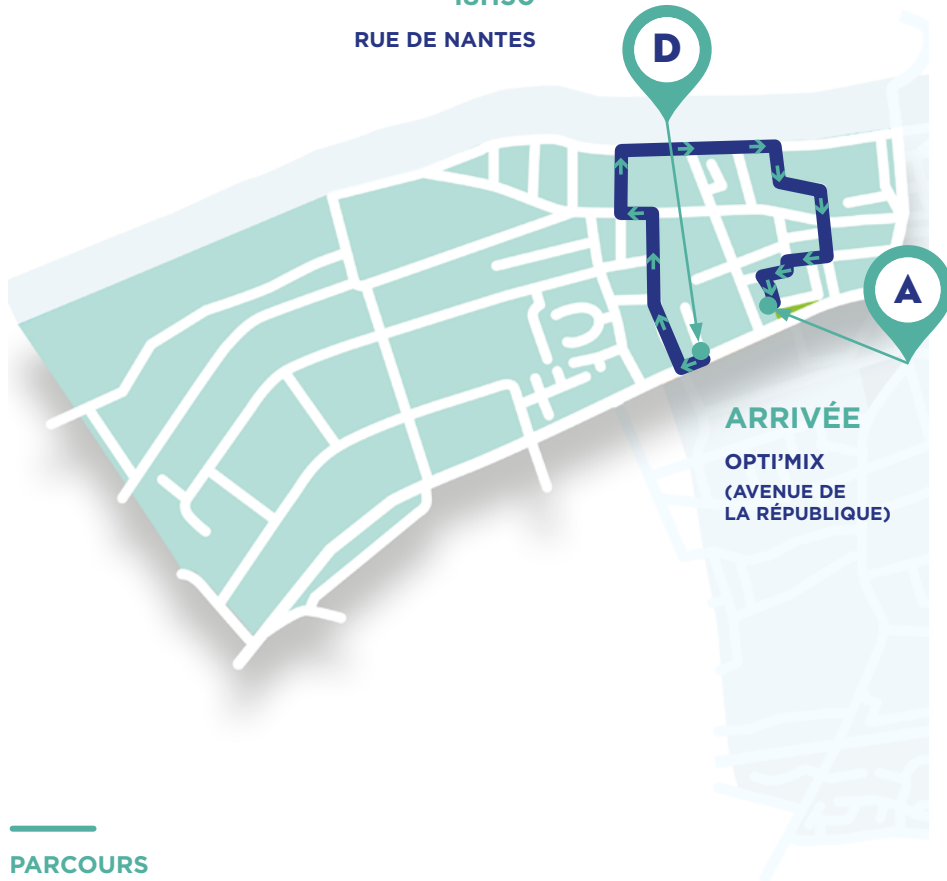 RUE DE NANTES
D
A
ARRIVÉE
OPTI’MIX
(AVENUE DE
LA RÉPUBLIQUE)
PARCOURS